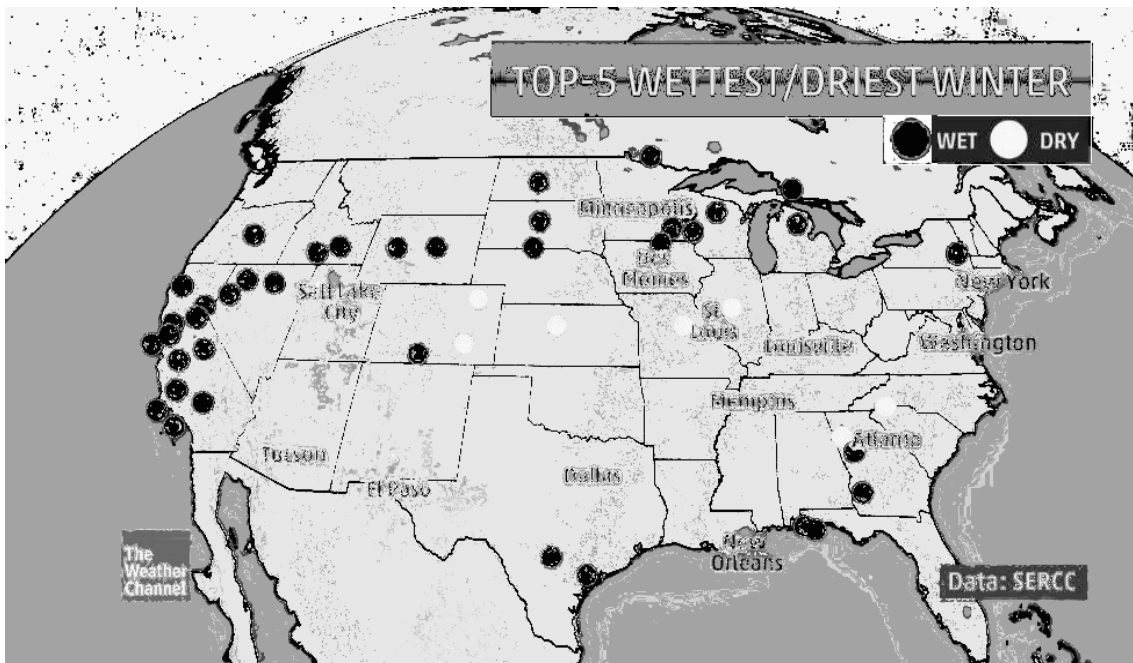 TOP-5 WETTEST/DRIEST WINTER
WET DRY
Minneapolis
Des
Moines
New York
Salt Lake
City
St.
Louis
Louisville
Washington
Memphis
Atlanta
Tucson
El Paso
Dallas
New
Orleans
The
Weather
Channel
Data: SERCC